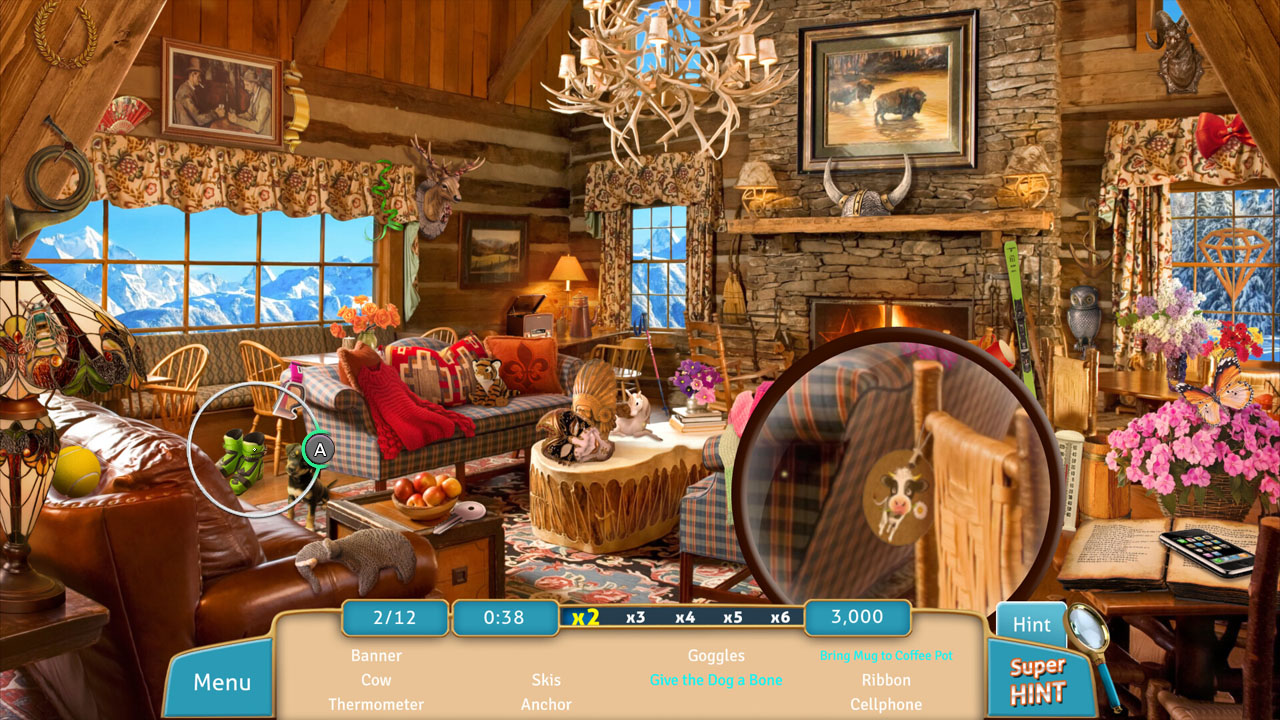 A
2/12
0:38
x2 x3 x4 x5 x6
3,000
Hint
Banner
Goggles
Bring Mug to Coffee Pot
Cow
Skis
Give the Dog a Bone
Ribbon
Thermometer
Anchor
Cellphone
Menu
Super
HINT